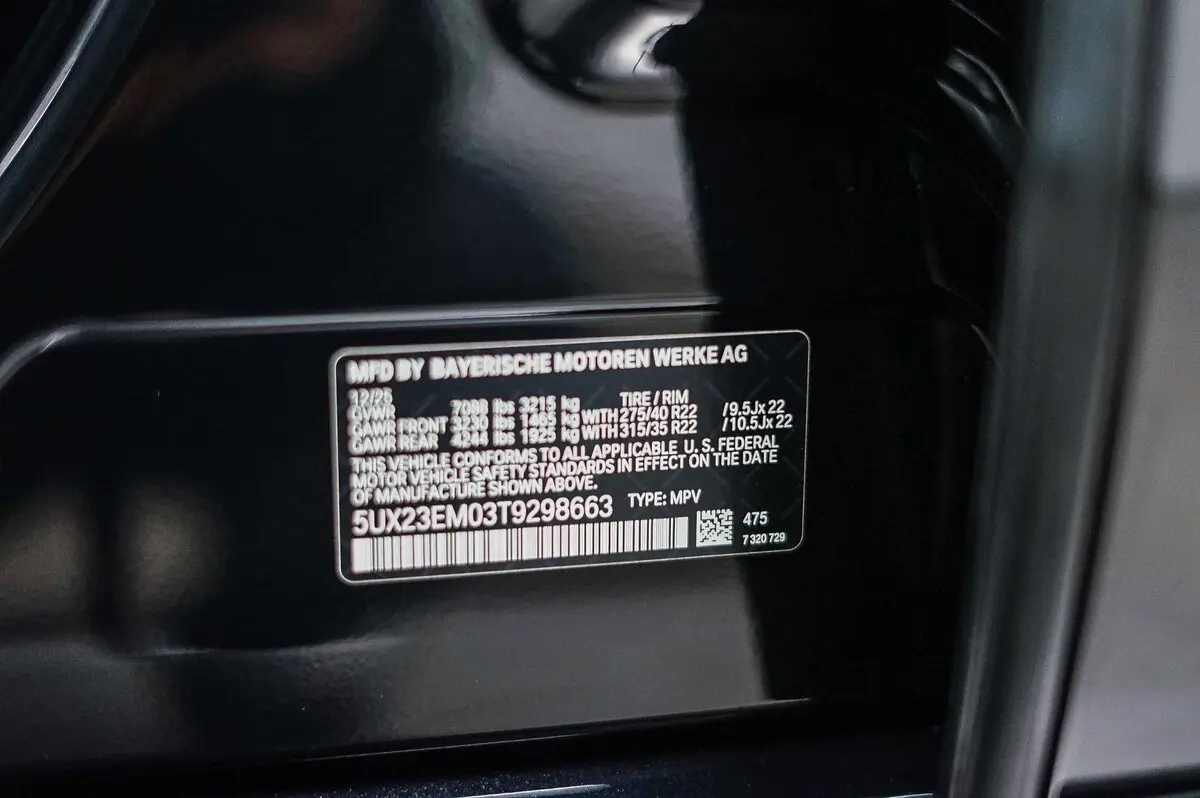 MFD BY BAYERISCHE MOTOREN WERKE AG
12/25
GVWR 7088 lbs 3215 kg TIRE / RIM
GAWR FRONT 3230 lbs 1465 kg WITH 275/40 R22 /9.5Jx22
GAWR REAR 4244 lbs 1925 kg WITH 315/35 R22 /10.5Jx22
THIS VEHICLE CONFORMS TO ALL APPLICABLE U.S. FEDERAL
MOTOR VEHICLE SAFETY STANDARDS IN EFFECT ON THE DATE
OF MANUFACTURE SHOWN ABOVE.
5UX23EM03T9298663 TYPE: MPV
475
7 320 729